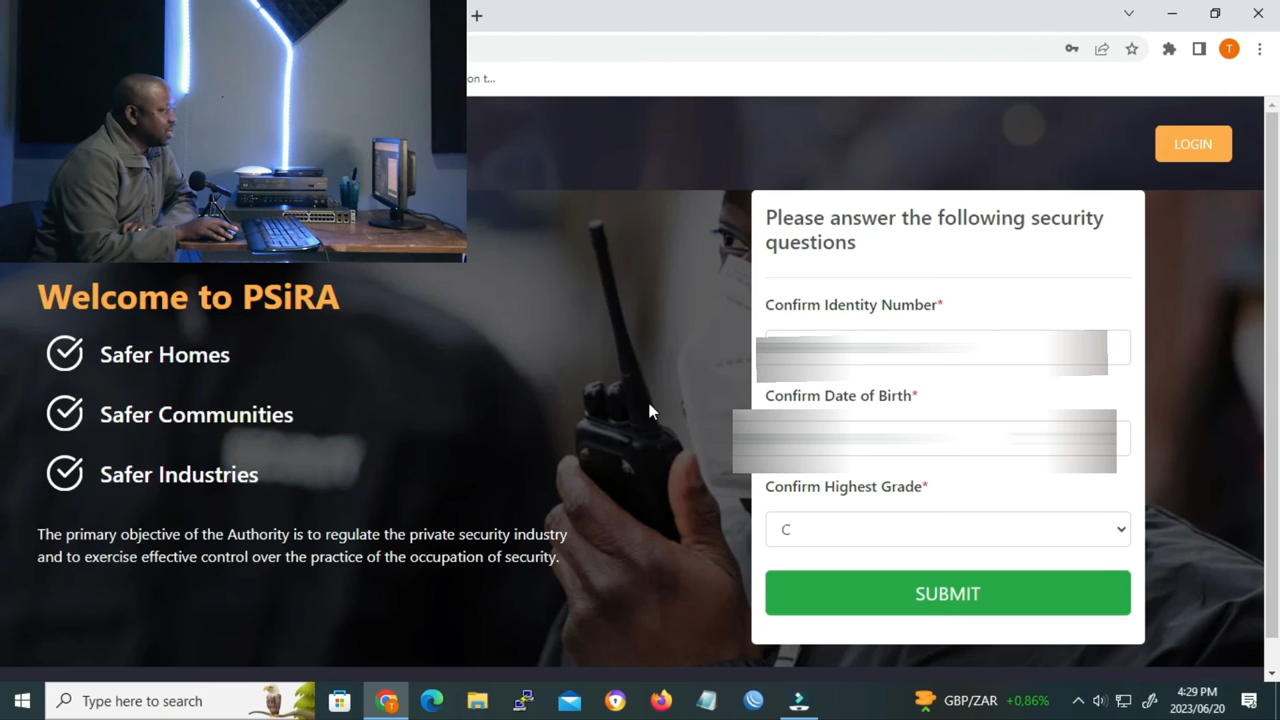 on t...
LOGIN
Please answer the following security
questions
Confirm Identity Number*
Confirm Date of Birth*
Confirm Highest Grade*
C
SUBMIT
Welcome to PSiRA
Safer Homes
Safer Communities
Safer Industries
The primary objective of the Authority is to regulate the private security industry
and to exercise effective control over the practice of the occupation of security.
Type here to search
T
GBP/ZAR +0,86%
4:29 PM
2023/06/20